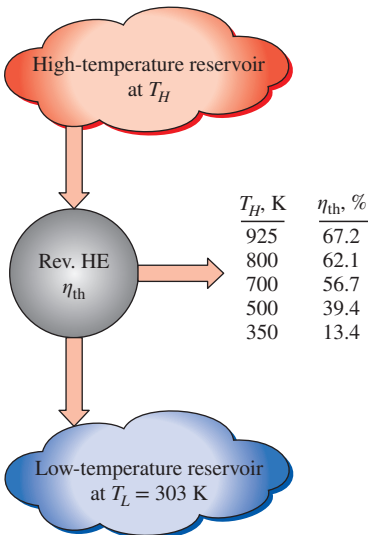 High-temperature reservoir
at T_H
Rev. HE
η_th
T_H, K η_th, %
925 67.2
800 62.1
700 56.7
500 39.4
350 13.4
Low-temperature reservoir
at T_L = 303 K